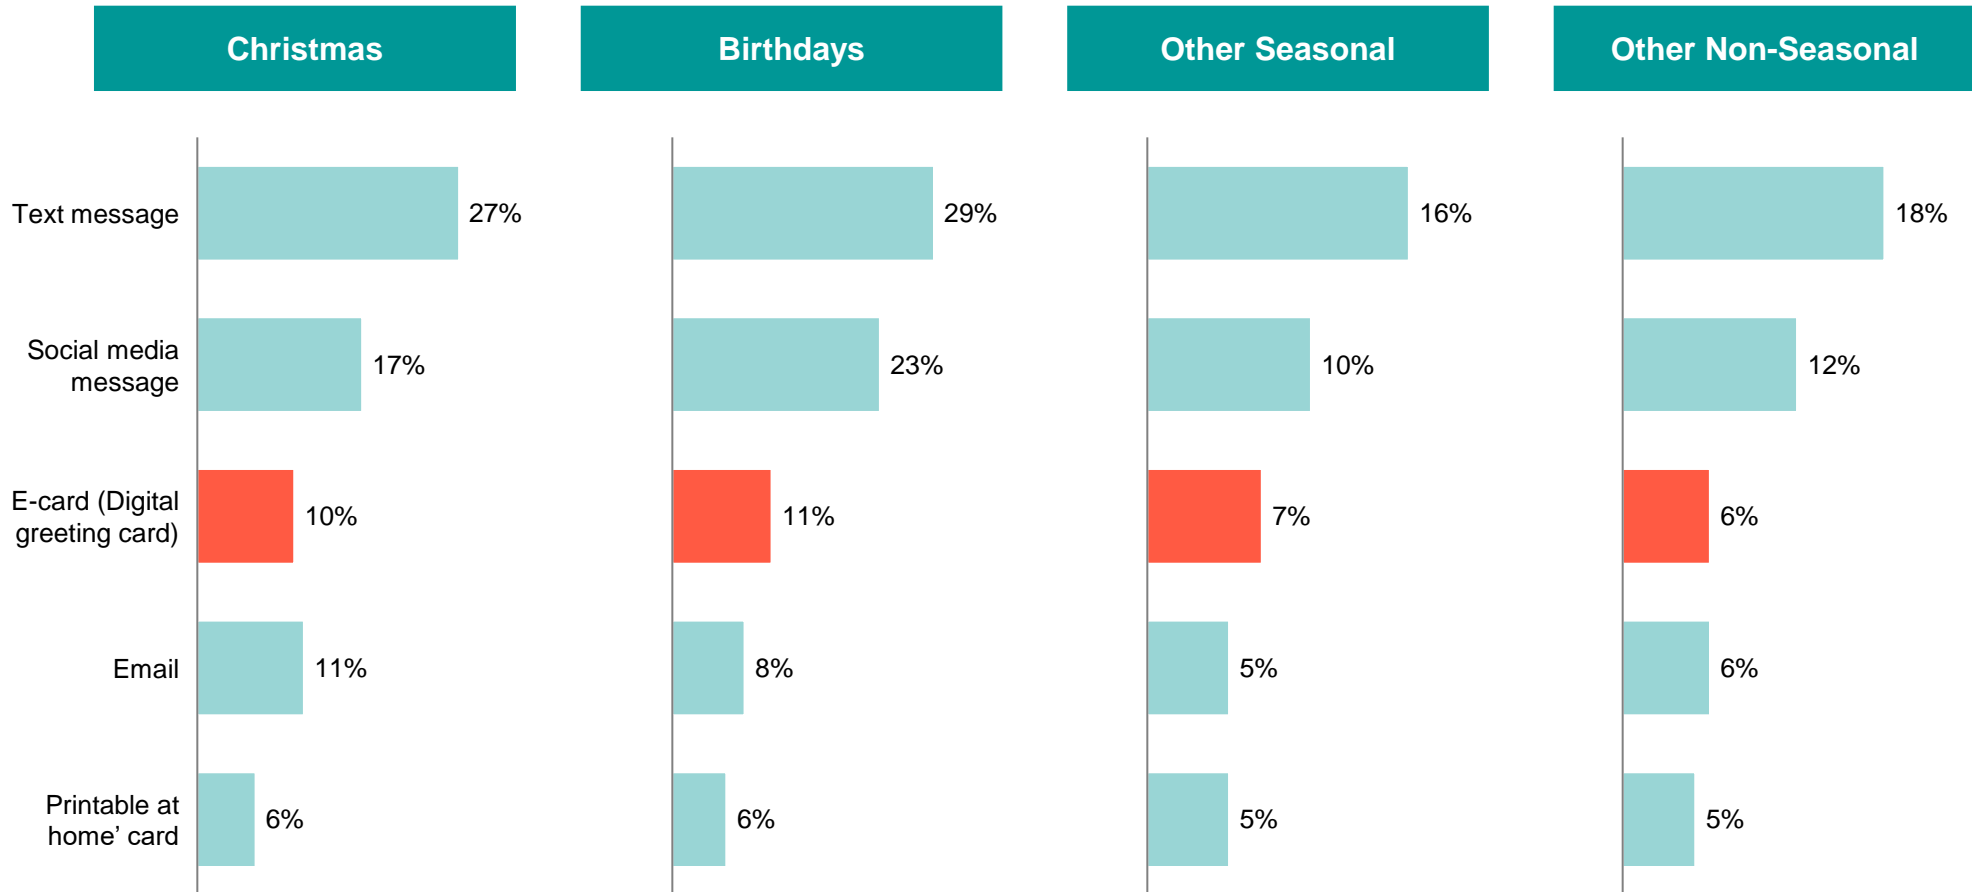 Christmas
Birthdays
Other Seasonal
Other Non-Seasonal
Text message
27%
29%
16%
18%
Social media
message
17%
23%
10%
12%
E-card (Digital
greeting card)
10%
11%
7%
6%
Email
11%
8%
5%
6%
Printable at
home’ card
6%
6%
5%
5%